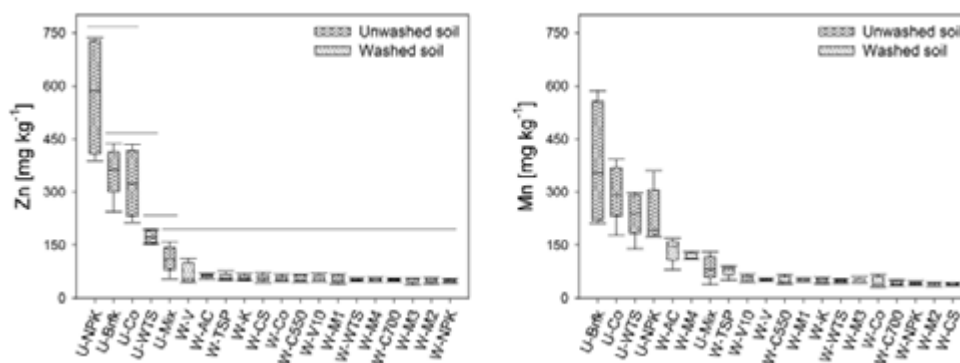 750
600
450
300
150
0
Zn [mg kg-1]
Unwashed soil
Washed soil
U-NPK
U-Brfk
U-Co
U-WTS
U-Mix
W-V
W-AC
W-TSP
W-K
W-CS
W-Co
W-C550
W-V10
W-M1
W-WTS
W-M4
W-C700
W-M3
W-M2
W-NPK
750
600
450
300
150
0
Mn [mg kg-1]
Unwashed soil
Washed soil
U-Brfk
U-Co
U-WTS
U-NPK
W-AC
W-M4
U-Mix
W-TSP
W-V10
W-V
W-C550
W-M1
W-K
W-WTS
W-M3
W-Co
W-C700
W-NPK
W-M2
W-CS